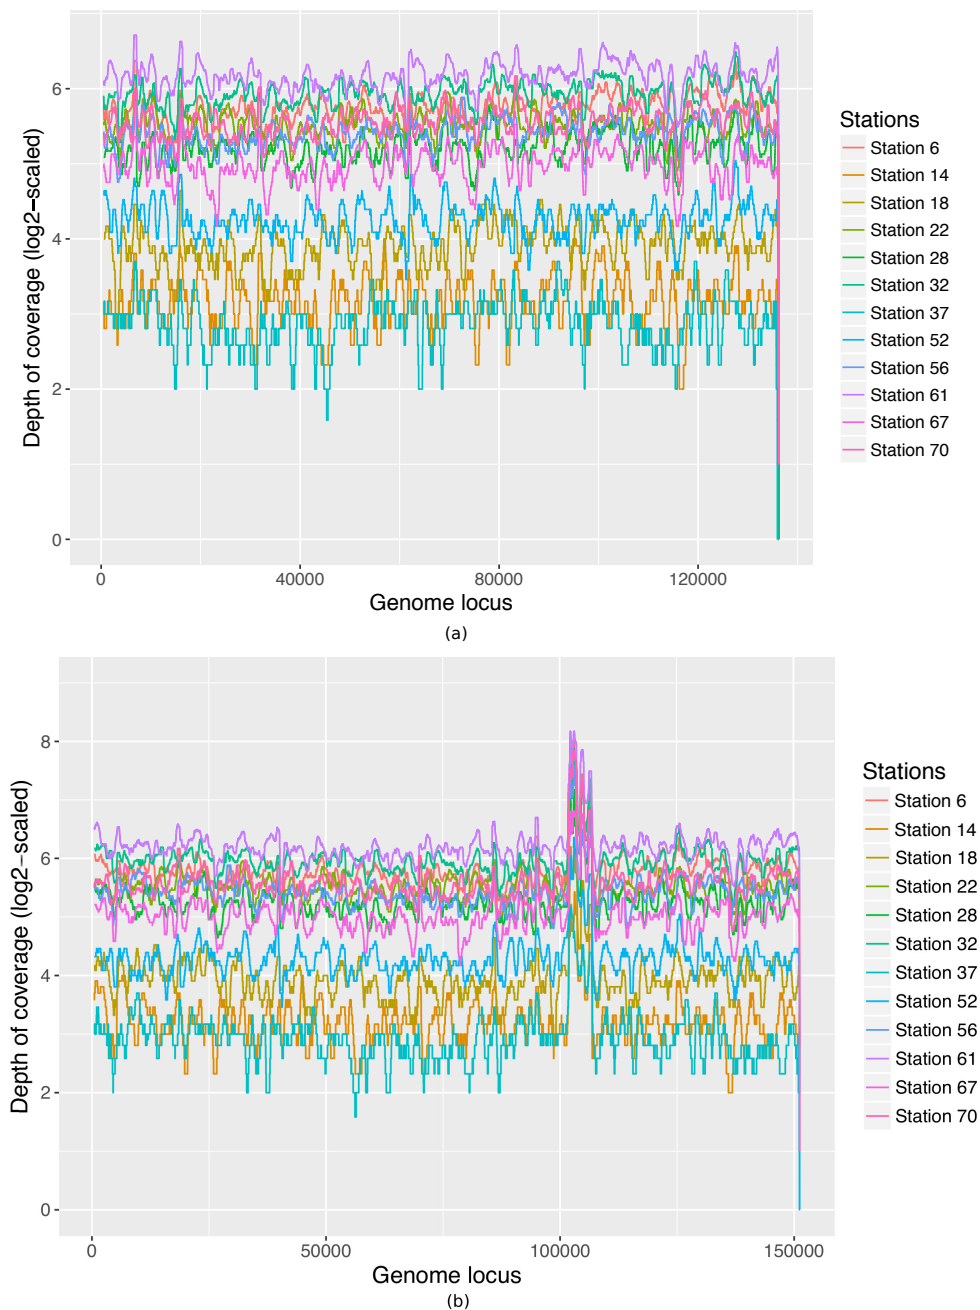 Depth of coverage (log2−scaled)
6
4
2
0
0 40000 80000 120000
Genome locus
(a)
Stations
Station 6
Station 14
Station 18
Station 22
Station 28
Station 32
Station 37
Station 52
Station 56
Station 61
Station 67
Station 70
Depth of coverage (log2−scaled)
8
6
4
2
0
0 50000 100000 150000
Genome locus
(b)
Stations
Station 6
Station 14
Station 18
Station 22
Station 28
Station 32
Station 37
Station 52
Station 56
Station 61
Station 67
Station 70